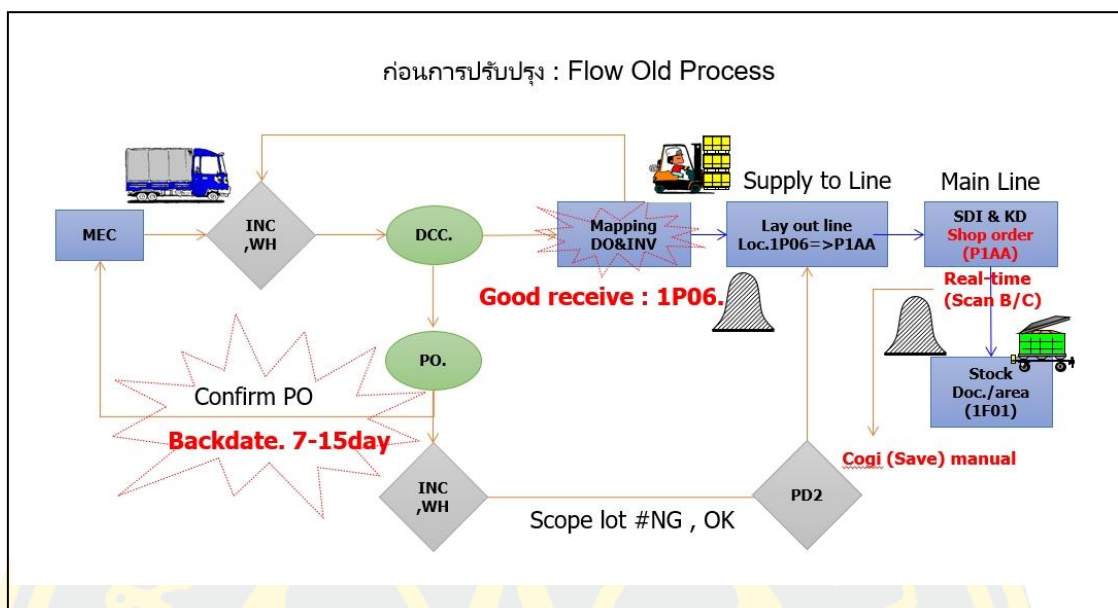 ก่อนการปรับปรุง : Flow Old Process
Supply to Line
Main Line
MEC
INC
,WH
DCC.
Mapping
DO&INV
Lay out line
Loc.1P06=>P1AA
SDI & KD
Shop order
(P1AA)
Good receive : 1P06.
Real-time
(Scan B/C)
PO.
Confirm PO
Backdate. 7-15day
Stock
Doc./area
(1F01)
Cogi (Save) manual
INC
,WH
Scope lot #NG , OK
PD2